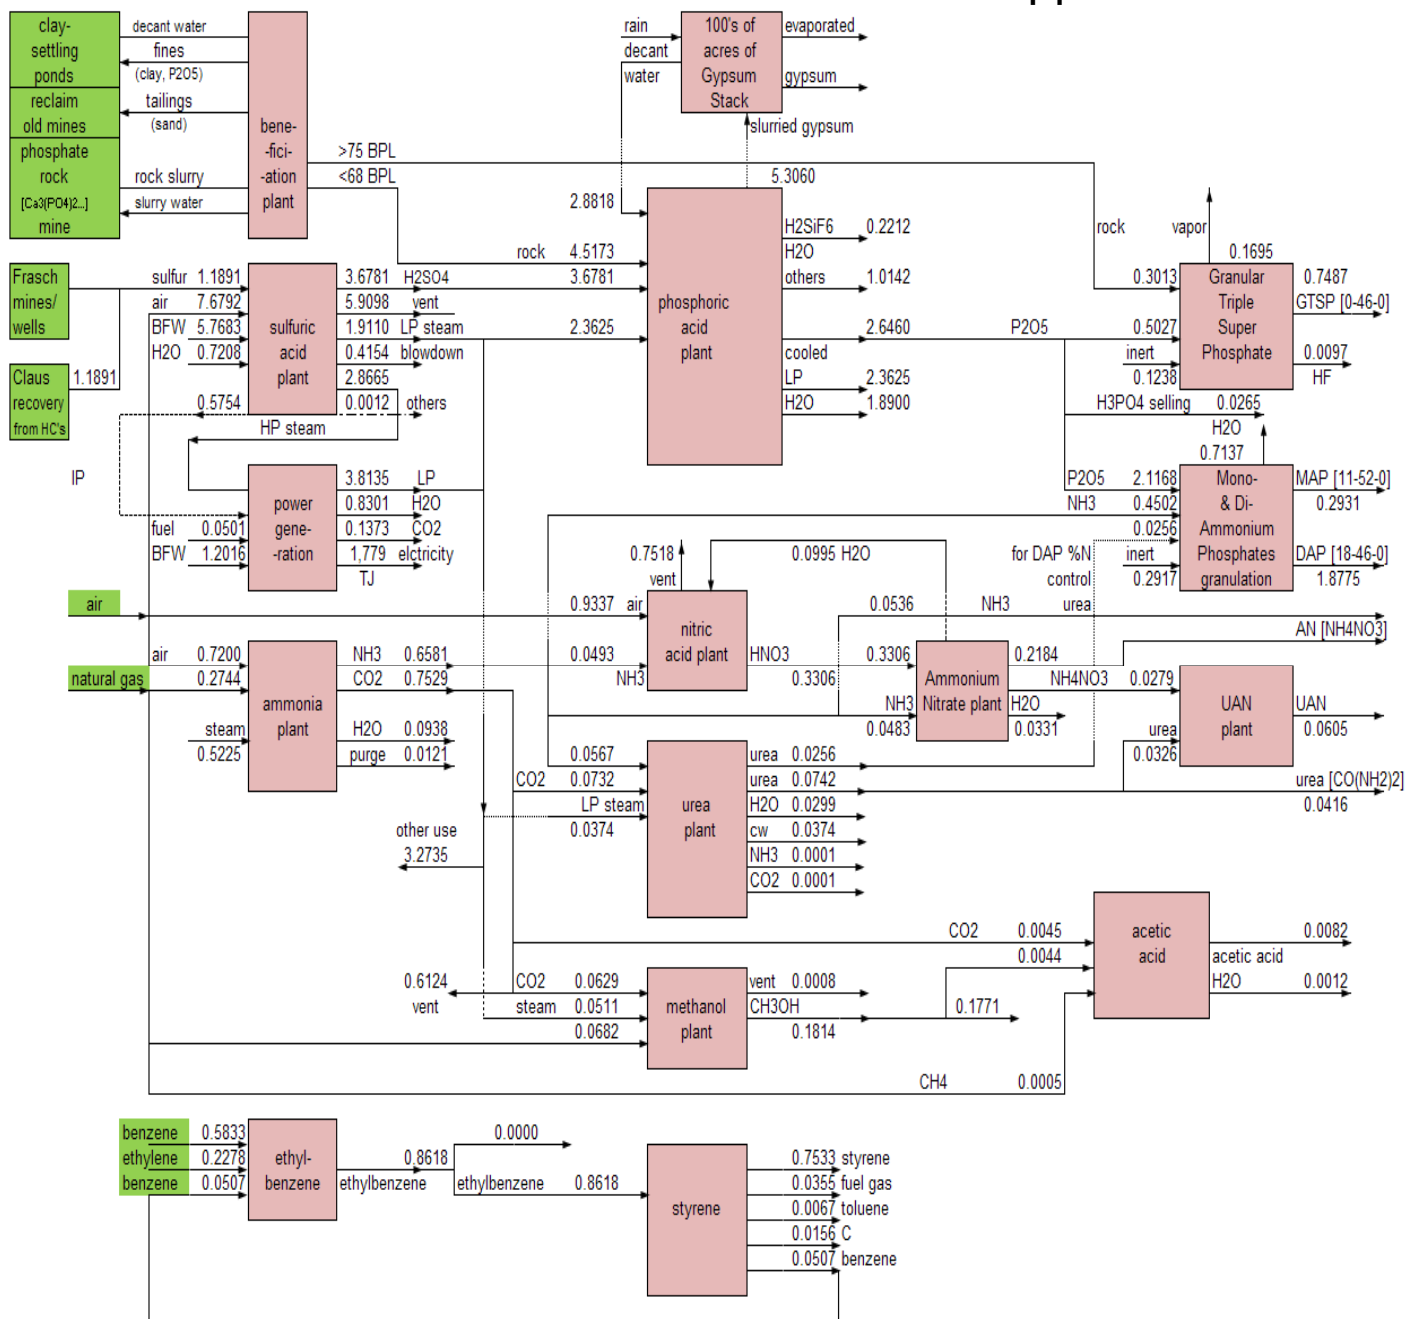 clay-
settling
ponds
reclaim
old mines
phosphate
rock
[Ca3(PO4)2...]
mine
decant water
fines
(clay, P2O5)
tailings
(sand)
rock slurry
slurry water
bene-
-fici-
-ation
plant
>75 BPL
<68 BPL
rain
decant
water
100's of
acres of
Gypsum
Stack
evaporated
gypsum
slurried gypsum
5.3060
2.8818
rock 4.5173
3.6781
2.3625
phosphoric
acid
plant
H2SiF6 0.2212
H2O
others 1.0142
2.6460
cooled
LP 2.3625
H2O 1.8900
P2O5
rock
vapor
0.1695
0.3013
0.5027
inert
0.1238
Granular
Triple
Super
Phosphate
0.7487
GTSP [0-46-0]
0.0097
HF
H3PO4 selling 0.0265
H2O
0.7137
Frasch
mines/
wells
Claus
recovery
from HC's
1.1891
sulfur 1.1891
air 7.6792
BFW 5.7683
H2O 0.7208
sulfuric
acid
plant
3.6781 H2SO4
5.9098 vent
1.9110 LP steam
0.4154 blowdown
2.8665
0.0012 others
0.5754
HP steam
IP
fuel 0.0501
BFW 1.2016
power
gene-
-ration
3.8135 LP
0.8301 H2O
0.1373 CO2
1,779 elctricity
TJ
P2O5 2.1168
NH3 0.4502
0.0256
inert
0.2917
for DAP %N
control
Mono-
& Di-
Ammonium
Phosphates
granulation
MAP [11-52-0]
0.2931
DAP [18-46-0]
1.8775
0.7518
vent
0.0995 H2O
air
0.9337 air
nitric
acid plant
0.0536 NH3 urea
AN [NH4NO3]
natural gas
air 0.7200
0.2744
steam
0.5225
ammonia
plant
NH3 0.6581
CO2 0.7529
H2O 0.0938
purge 0.0121
0.0493
NH3
HNO3
0.3306
0.3306
NH3
0.0483
Ammonium
Nitrate plant
0.2184
NH4NO3 0.0279
H2O
0.0331
urea
0.0326
UAN
plant
UAN
0.0605
urea [CO(NH2)2]
0.0416
0.0567
CO2 0.0732
LP steam
0.0374
urea
plant
urea 0.0256
urea 0.0742
H2O 0.0299
cw 0.0374
NH3 0.0001
CO2 0.0001
other use
3.2735
CO2 0.0045
0.0044
acetic
acid
0.0082
acetic acid
H2O 0.0012
0.6124
vent
CO2 0.0629
steam 0.0511
0.0682
methanol
plant
vent 0.0008
CH3OH
0.1814
0.1771
CH4 0.0005
benzene 0.5833
ethylene 0.2278
benzene 0.0507
ethyl-
benzene
0.8618
ethylbenzene
0.0000
ethylbenzene 0.8618
styrene
0.7533 styrene
0.0355 fuel gas
0.0067 toluene
0.0156 C
0.0507 benzene